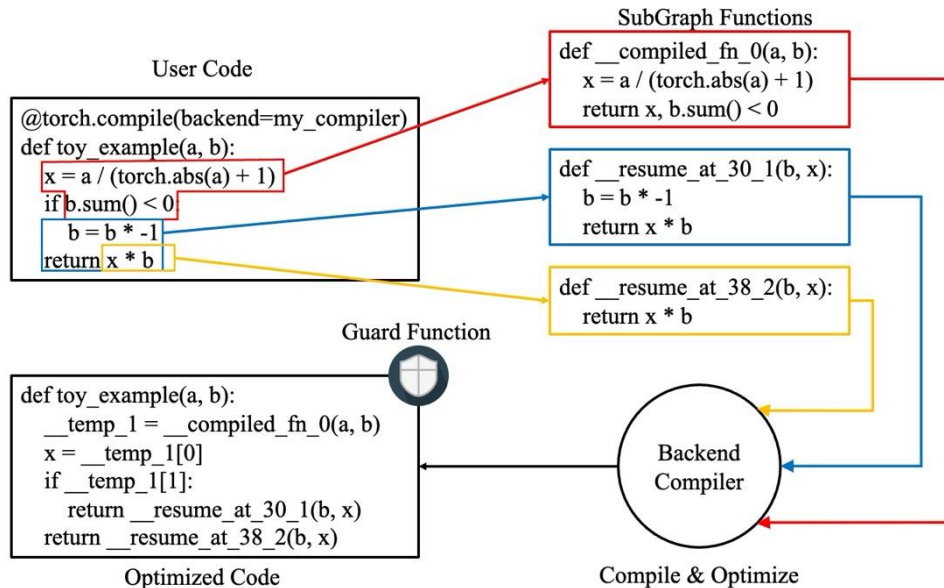 User Code
@torch.compile(backend=my_compiler)
def toy_example(a, b):
x = a / (torch.abs(a) + 1)
if b.sum() < 0:
b = b * -1
return x * b
SubGraph Functions
def __compiled_fn_0(a, b):
x = a / (torch.abs(a) + 1)
return x, b.sum() < 0
def __resume_at_30_1(b, x):
b = b * -1
return x * b
def __resume_at_38_2(b, x):
return x * b
Guard Function
def toy_example(a, b):
__temp_1 = __compiled_fn_0(a, b)
x = __temp_1[0]
if __temp_1[1]:
return __resume_at_30_1(b, x)
return __resume_at_38_2(b, x)
Optimized Code
Backend
Compiler
Compile & Optimize